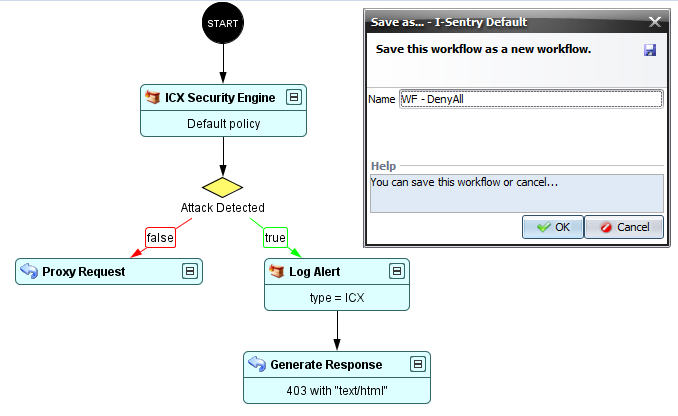 START
ICX Security Engine
Default policy
Attack Detected
false
true
Proxy Request
Log Alert
type = ICX
Generate Response
403 with "text/html"
Save as... - I-Sentry Default
Save this workflow as a new workflow.
Name WF - DenyAll
Help
You can save this workflow or cancel...
OK Cancel